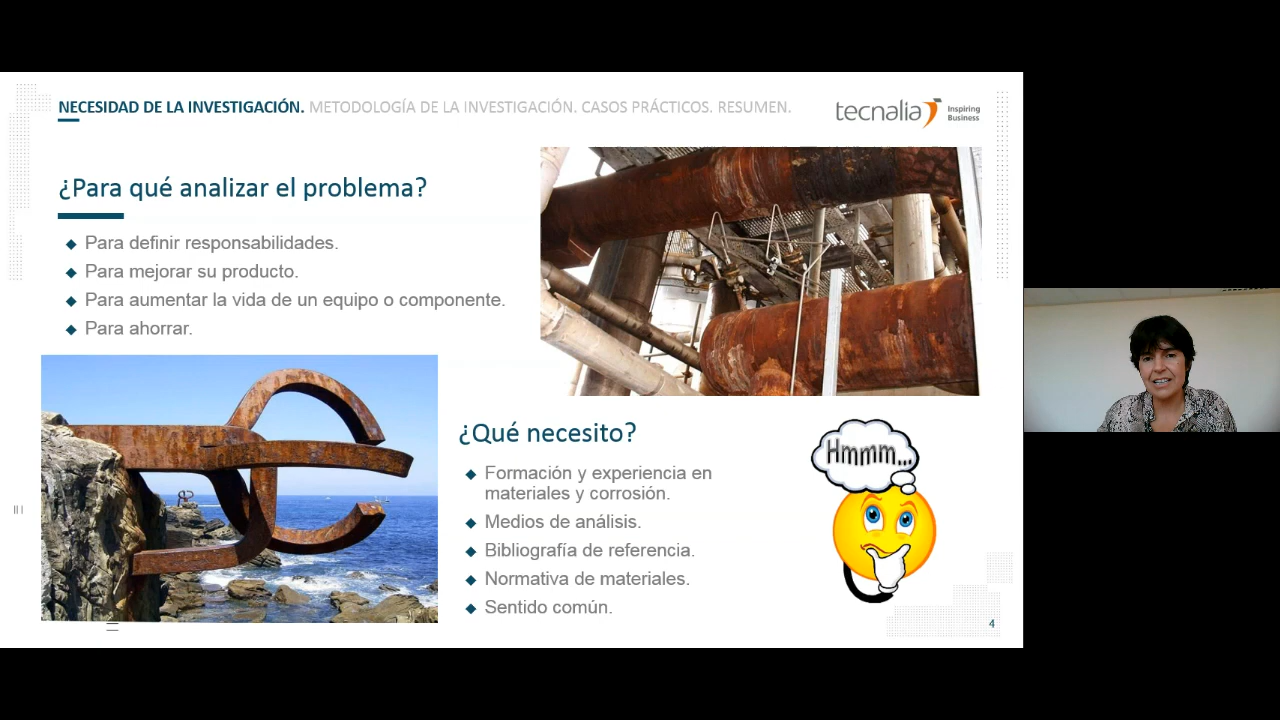 NECESIDAD DE LA INVESTIGACIÓN. METODOLOGÍA DE LA INVESTIGACIÓN. CASOS PRÁCTICOS. RESUMEN.
tecnalia Inspiring
Business
¿Para qué analizar el problema?
Para definir responsabilidades.
Para mejorar su producto.
Para aumentar la vida de un equipo o componente.
Para ahorrar.
¿Qué necesito?
Formación y experiencia en
materiales y corrosión.
Medios de análisis.
Bibliografía de referencia.
Normativa de materiales.
Sentido común.
Hmmm...
4